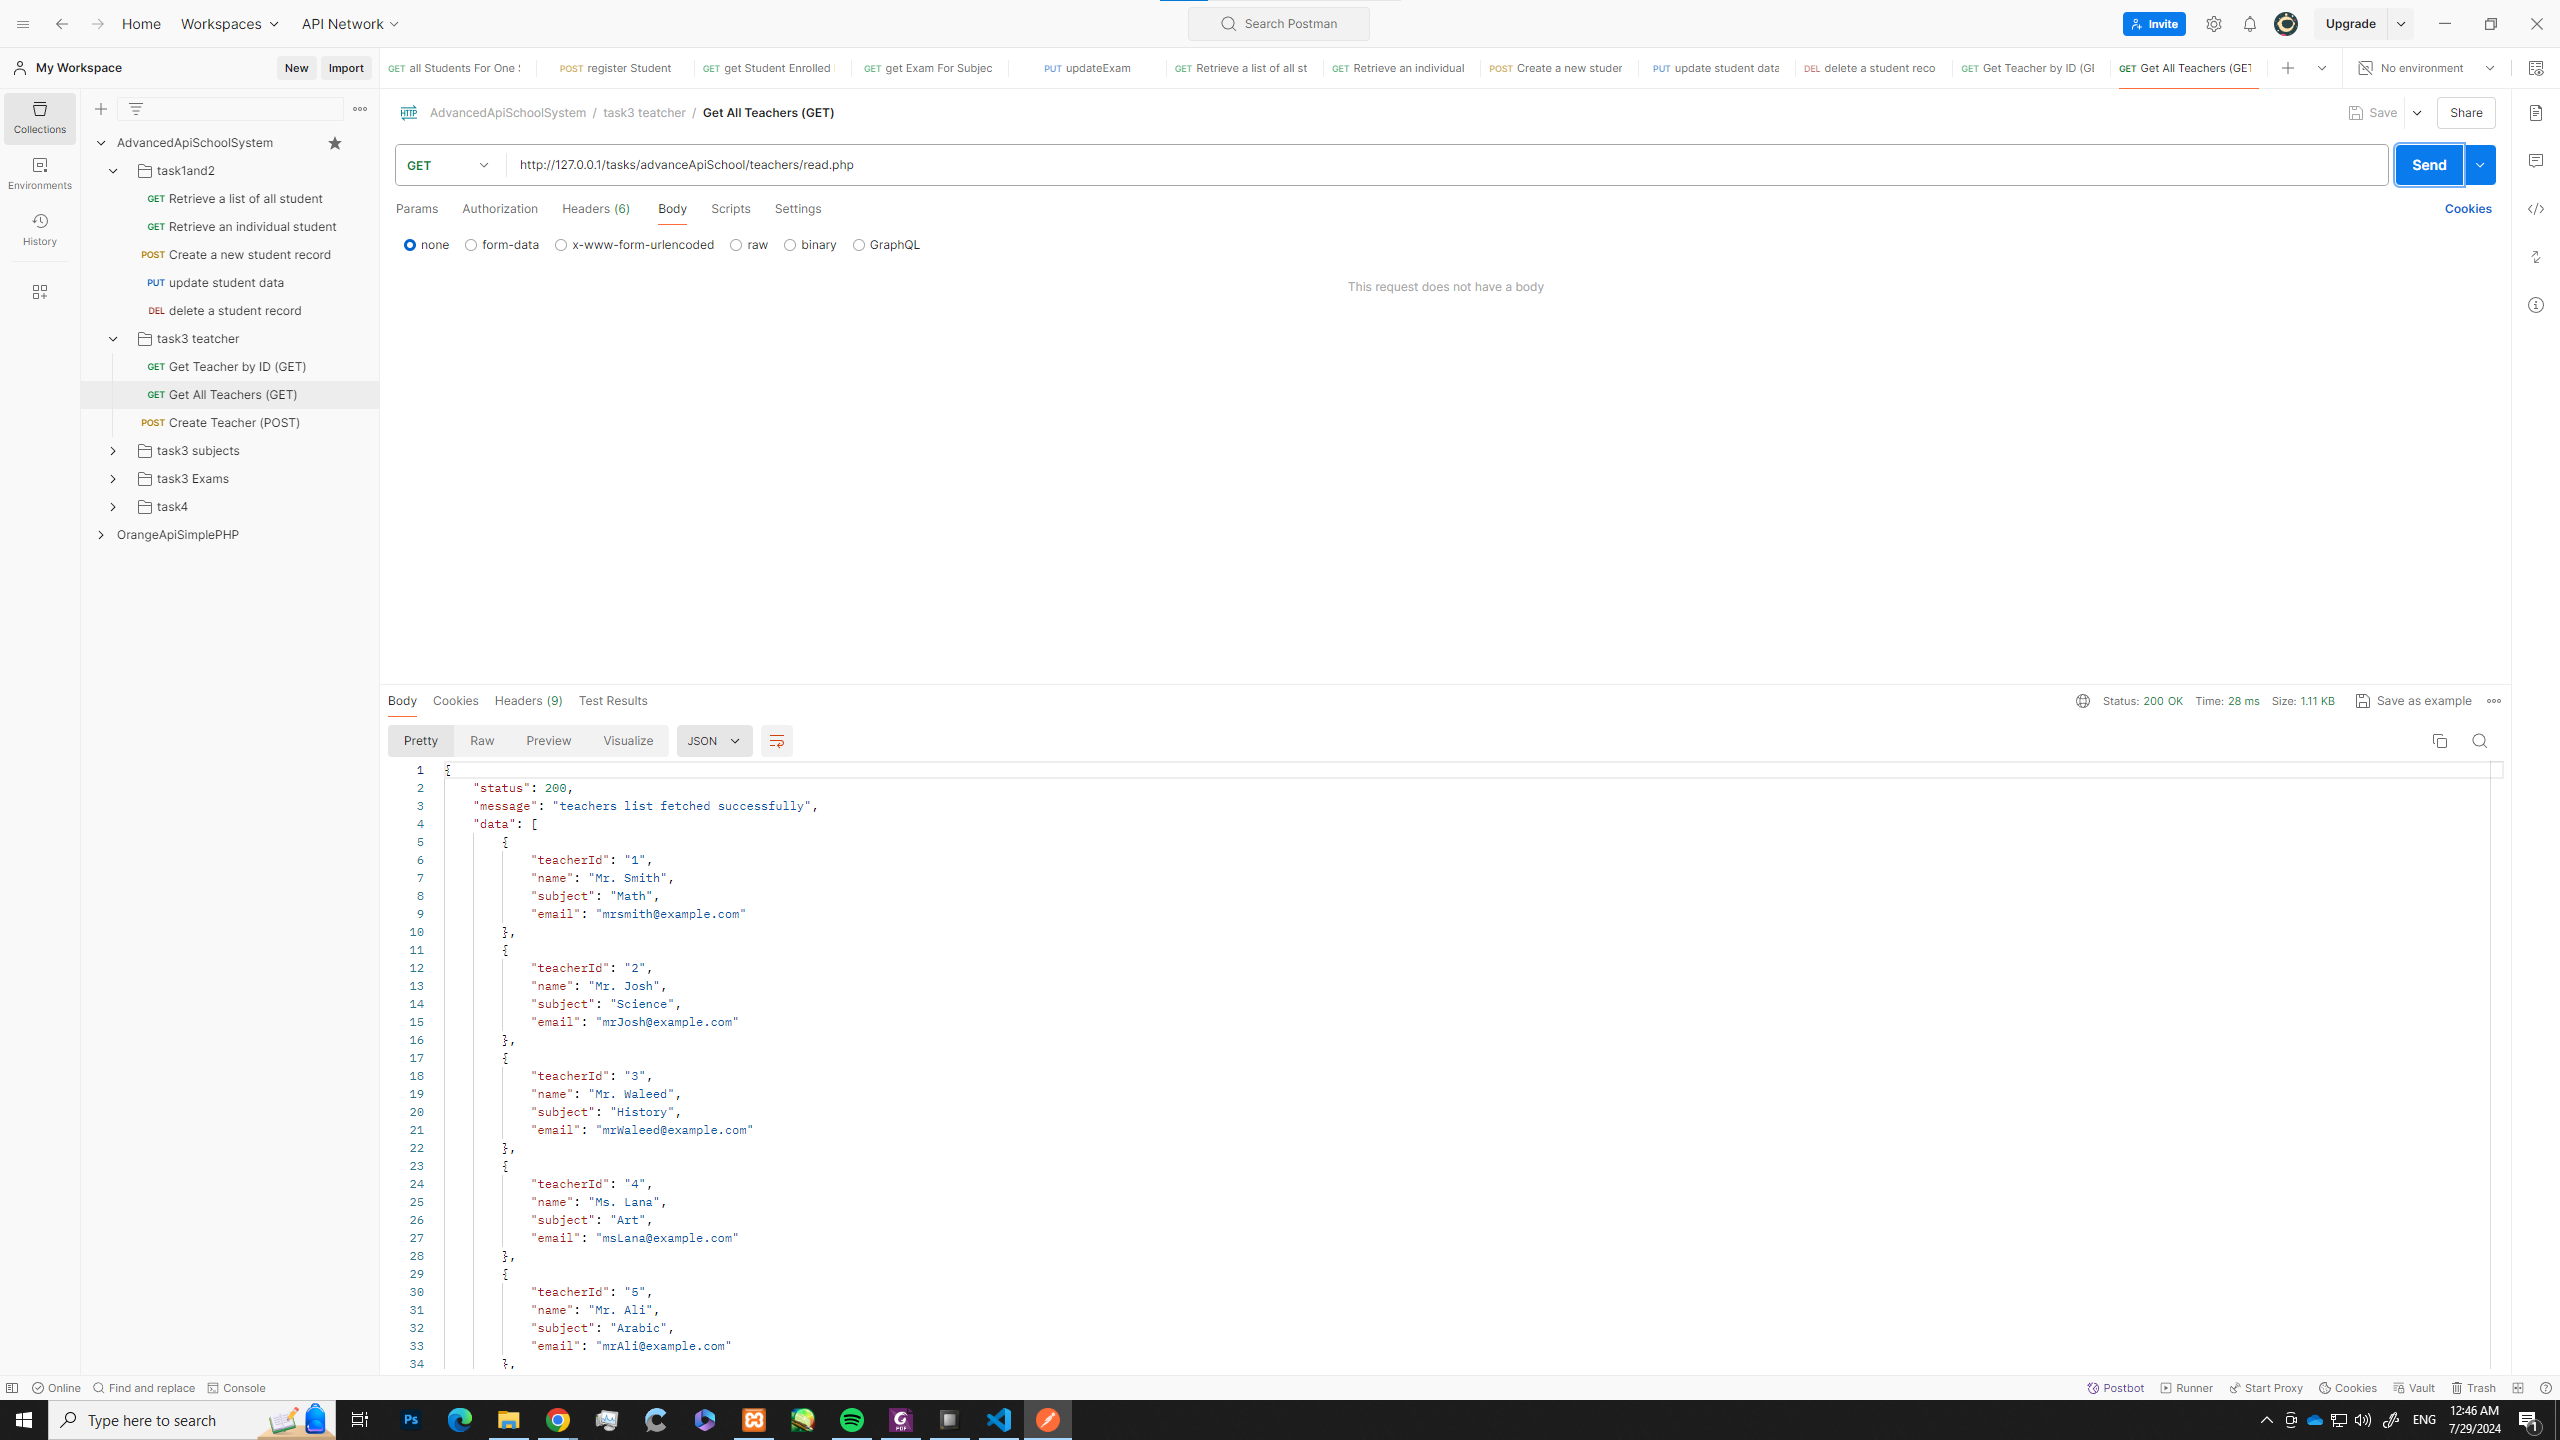 Home
Workspaces
API Network
Search Postman
Invite
Upgrade
My Workspace
New
Import
GET all Students For One
POST register Student
GET get Student Enrolled
GET get Exam For Subjec
PUT updateExam
GET Retrieve a list of all st
GET Retrieve an individual
POST Create a new studer
PUT update student data
DEL delete a student reco
GET Get Teacher by ID (GI
GET Get All Teachers (GET
No environment
Collections
Environments
History
AdvancedApiSchoolSystem
task1and2
GET Retrieve a list of all student
GET Retrieve an individual student
POST Create a new student record
PUT update student data
DEL delete a student record
task3 teatcher
GET Get Teacher by ID (GET)
GET Get All Teachers (GET)
POST Create Teacher (POST)
task3 subjects
task3 Exams
task4
OrangeApiSimplePHP
HTTP AdvancedApiSchoolSystem / task3 teatcher / Get All Teachers (GET)
Save
Share
GET http://127.0.0.1/tasks/advanceApiSchool/teachers/read.php
Send
Params Authorization Headers (6) Body Scripts Settings
Cookies
none form-data x-www-form-urlencoded raw binary GraphQL
This request does not have a body
Body Cookies Headers (9) Test Results
Status: 200 OK Time: 28 ms Size: 1.11 KB Save as example
Pretty Raw Preview Visualize JSON
1 {
2 "status": 200,
3 "message": "teachers list fetched successfully",
4 "data": [
5 {
6 "teacherId": "1",
7 "name": "Mr. Smith",
8 "subject": "Math",
9 "email": "mrsmith@example.com"
10 },
11 {
12 "teacherId": "2",
13 "name": "Mr. Josh",
14 "subject": "Science",
15 "email": "mrJosh@example.com"
16 },
17 {
18 "teacherId": "3",
19 "name": "Mr. Waleed",
20 "subject": "History",
21 "email": "mrWaleed@example.com"
22 },
23 {
24 "teacherId": "4",
25 "name": "Ms. Lana",
26 "subject": "Art",
27 "email": "msLana@example.com"
28 },
29 {
30 "teacherId": "5",
31 "name": "Mr. Ali",
32 "subject": "Arabic",
33 "email": "mrAli@example.com"
34 },
Online Find and replace Console
Postbot Runner Start Proxy Cookies Vault Trash
Type here to search
Ps
PDF
ENG
12:46 AM
7/29/2024
1